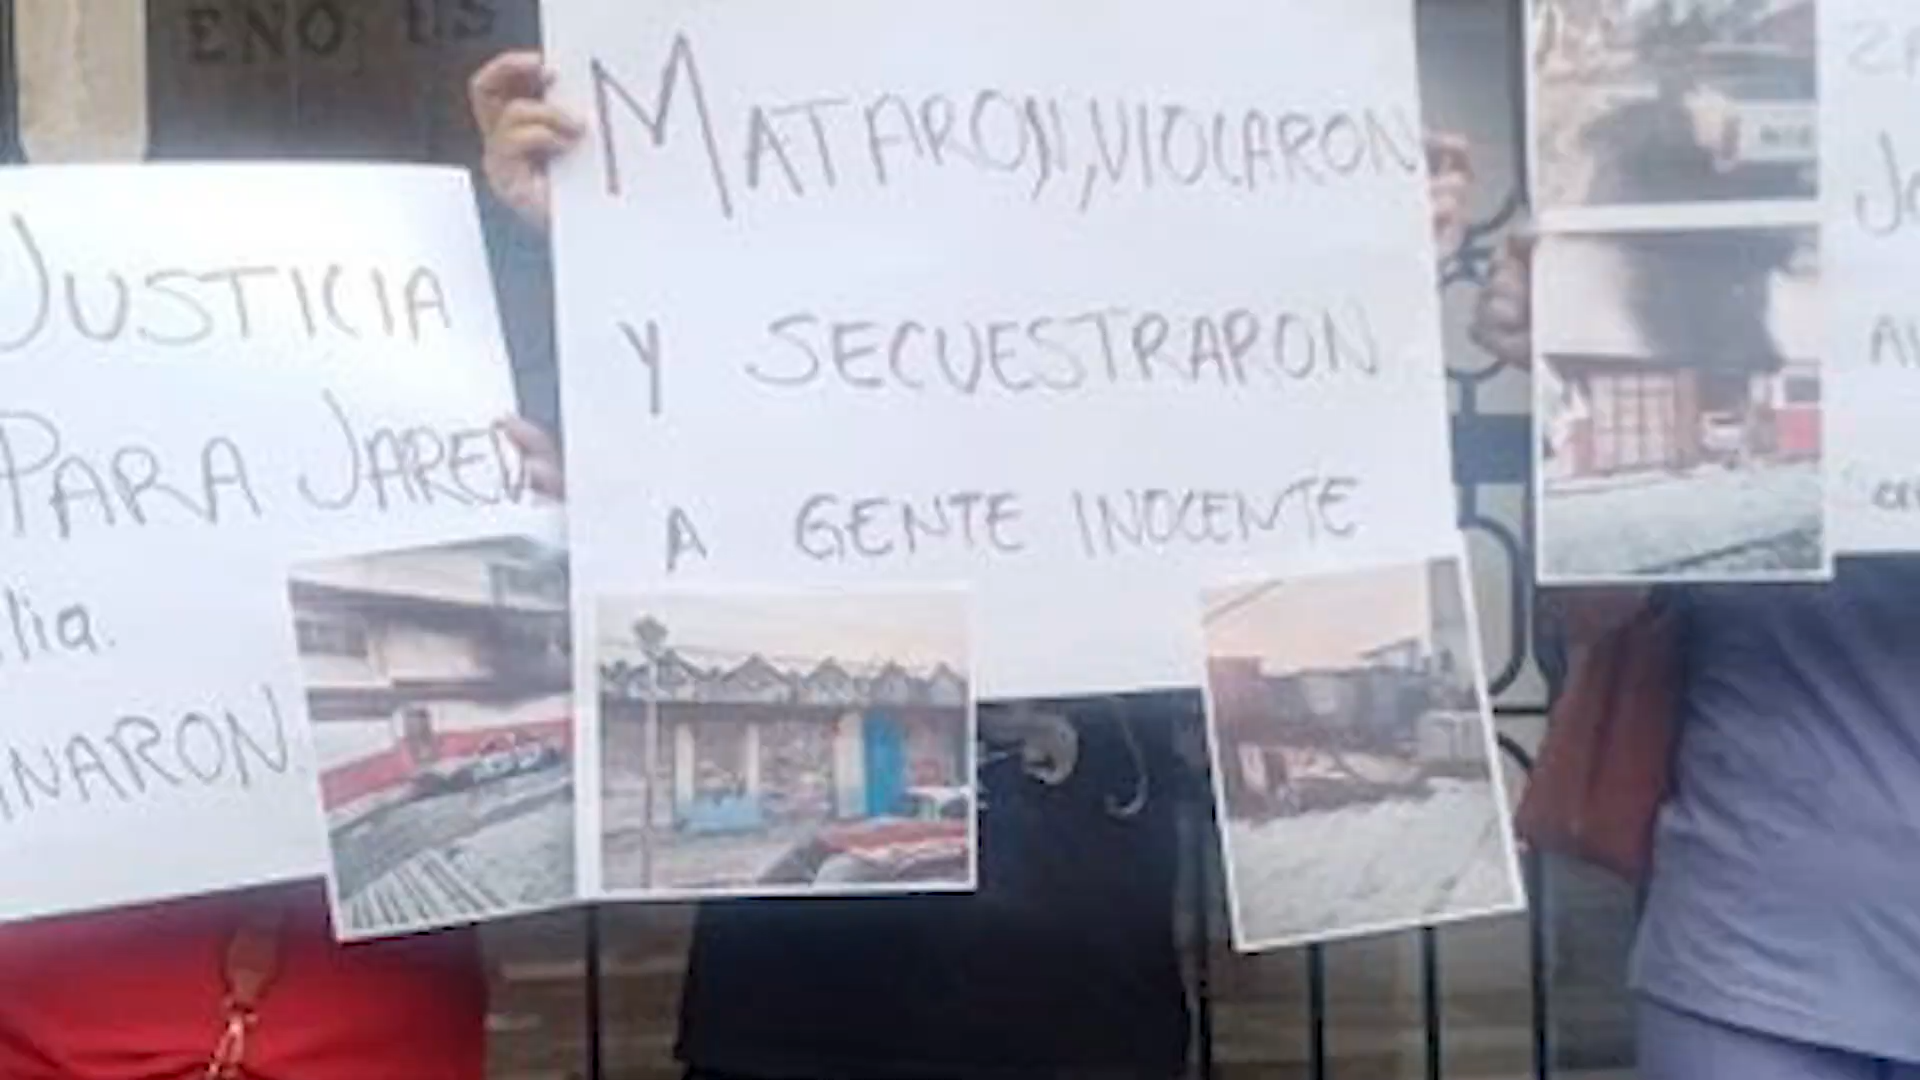 ENO
JUSTICIA
PARA JARED
lia.
NARON
MATARON, VIOLARON
Y SECUESTRARON
A GENTE INOCENTE